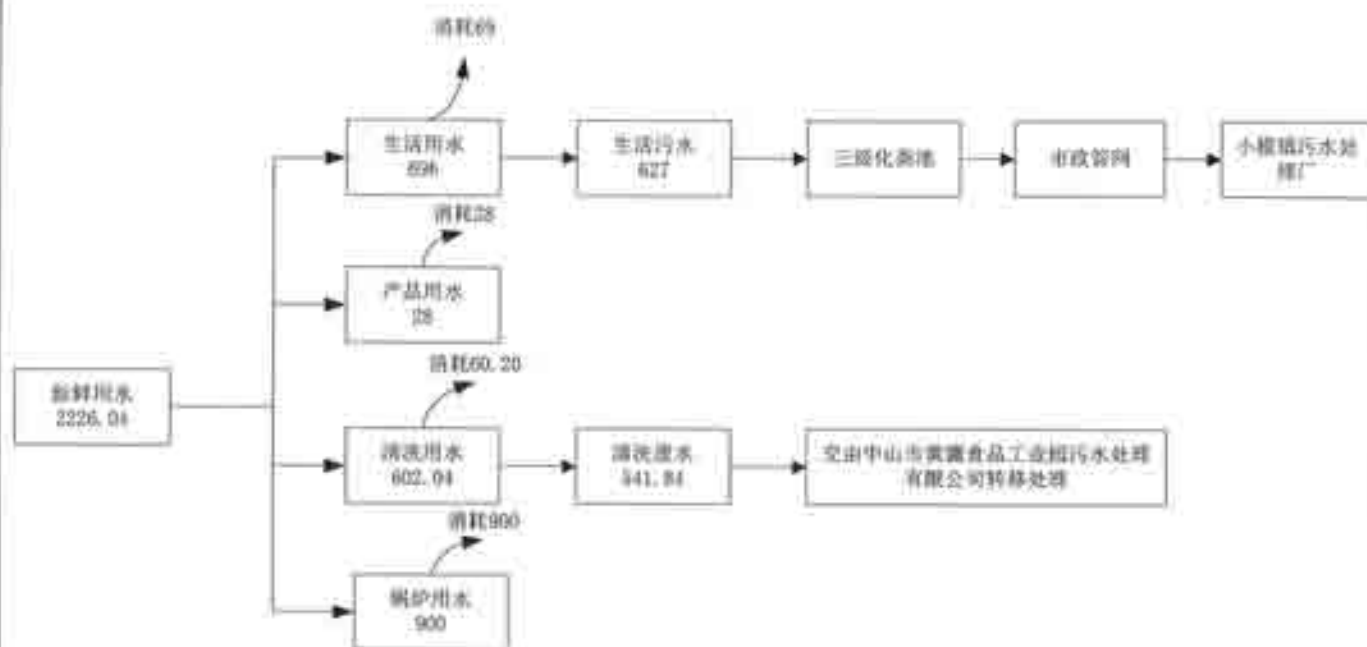 消耗69
生活用水
696
生活污水
627
三级化粪池
市政管网
小榄镇污水处
理厂
消耗28
产品用水
28
消耗60.20
新鲜用水
2226.04
清洗用水
602.04
清洗废水
541.84
交由中山市黄圃食品工业园污水处理
有限公司转移处理
消耗900
锅炉用水
900